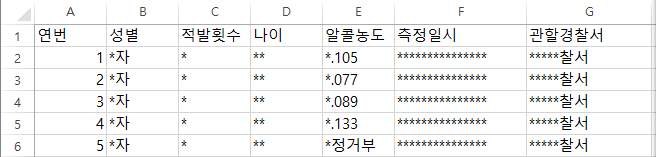 A B C D E F G
1 연번 성별 적발횟수 나이 알콜농도 측정일시 관할경찰서
2 1 *자 * ** *.105 *************** *****찰서
3 2 *자 * ** *.077 *************** *****찰서
4 3 *자 * ** *.089 *************** *****찰서
5 4 *자 * ** *.133 *************** *****찰서
6 5 *자 * ** *정거부 *************** *****찰서